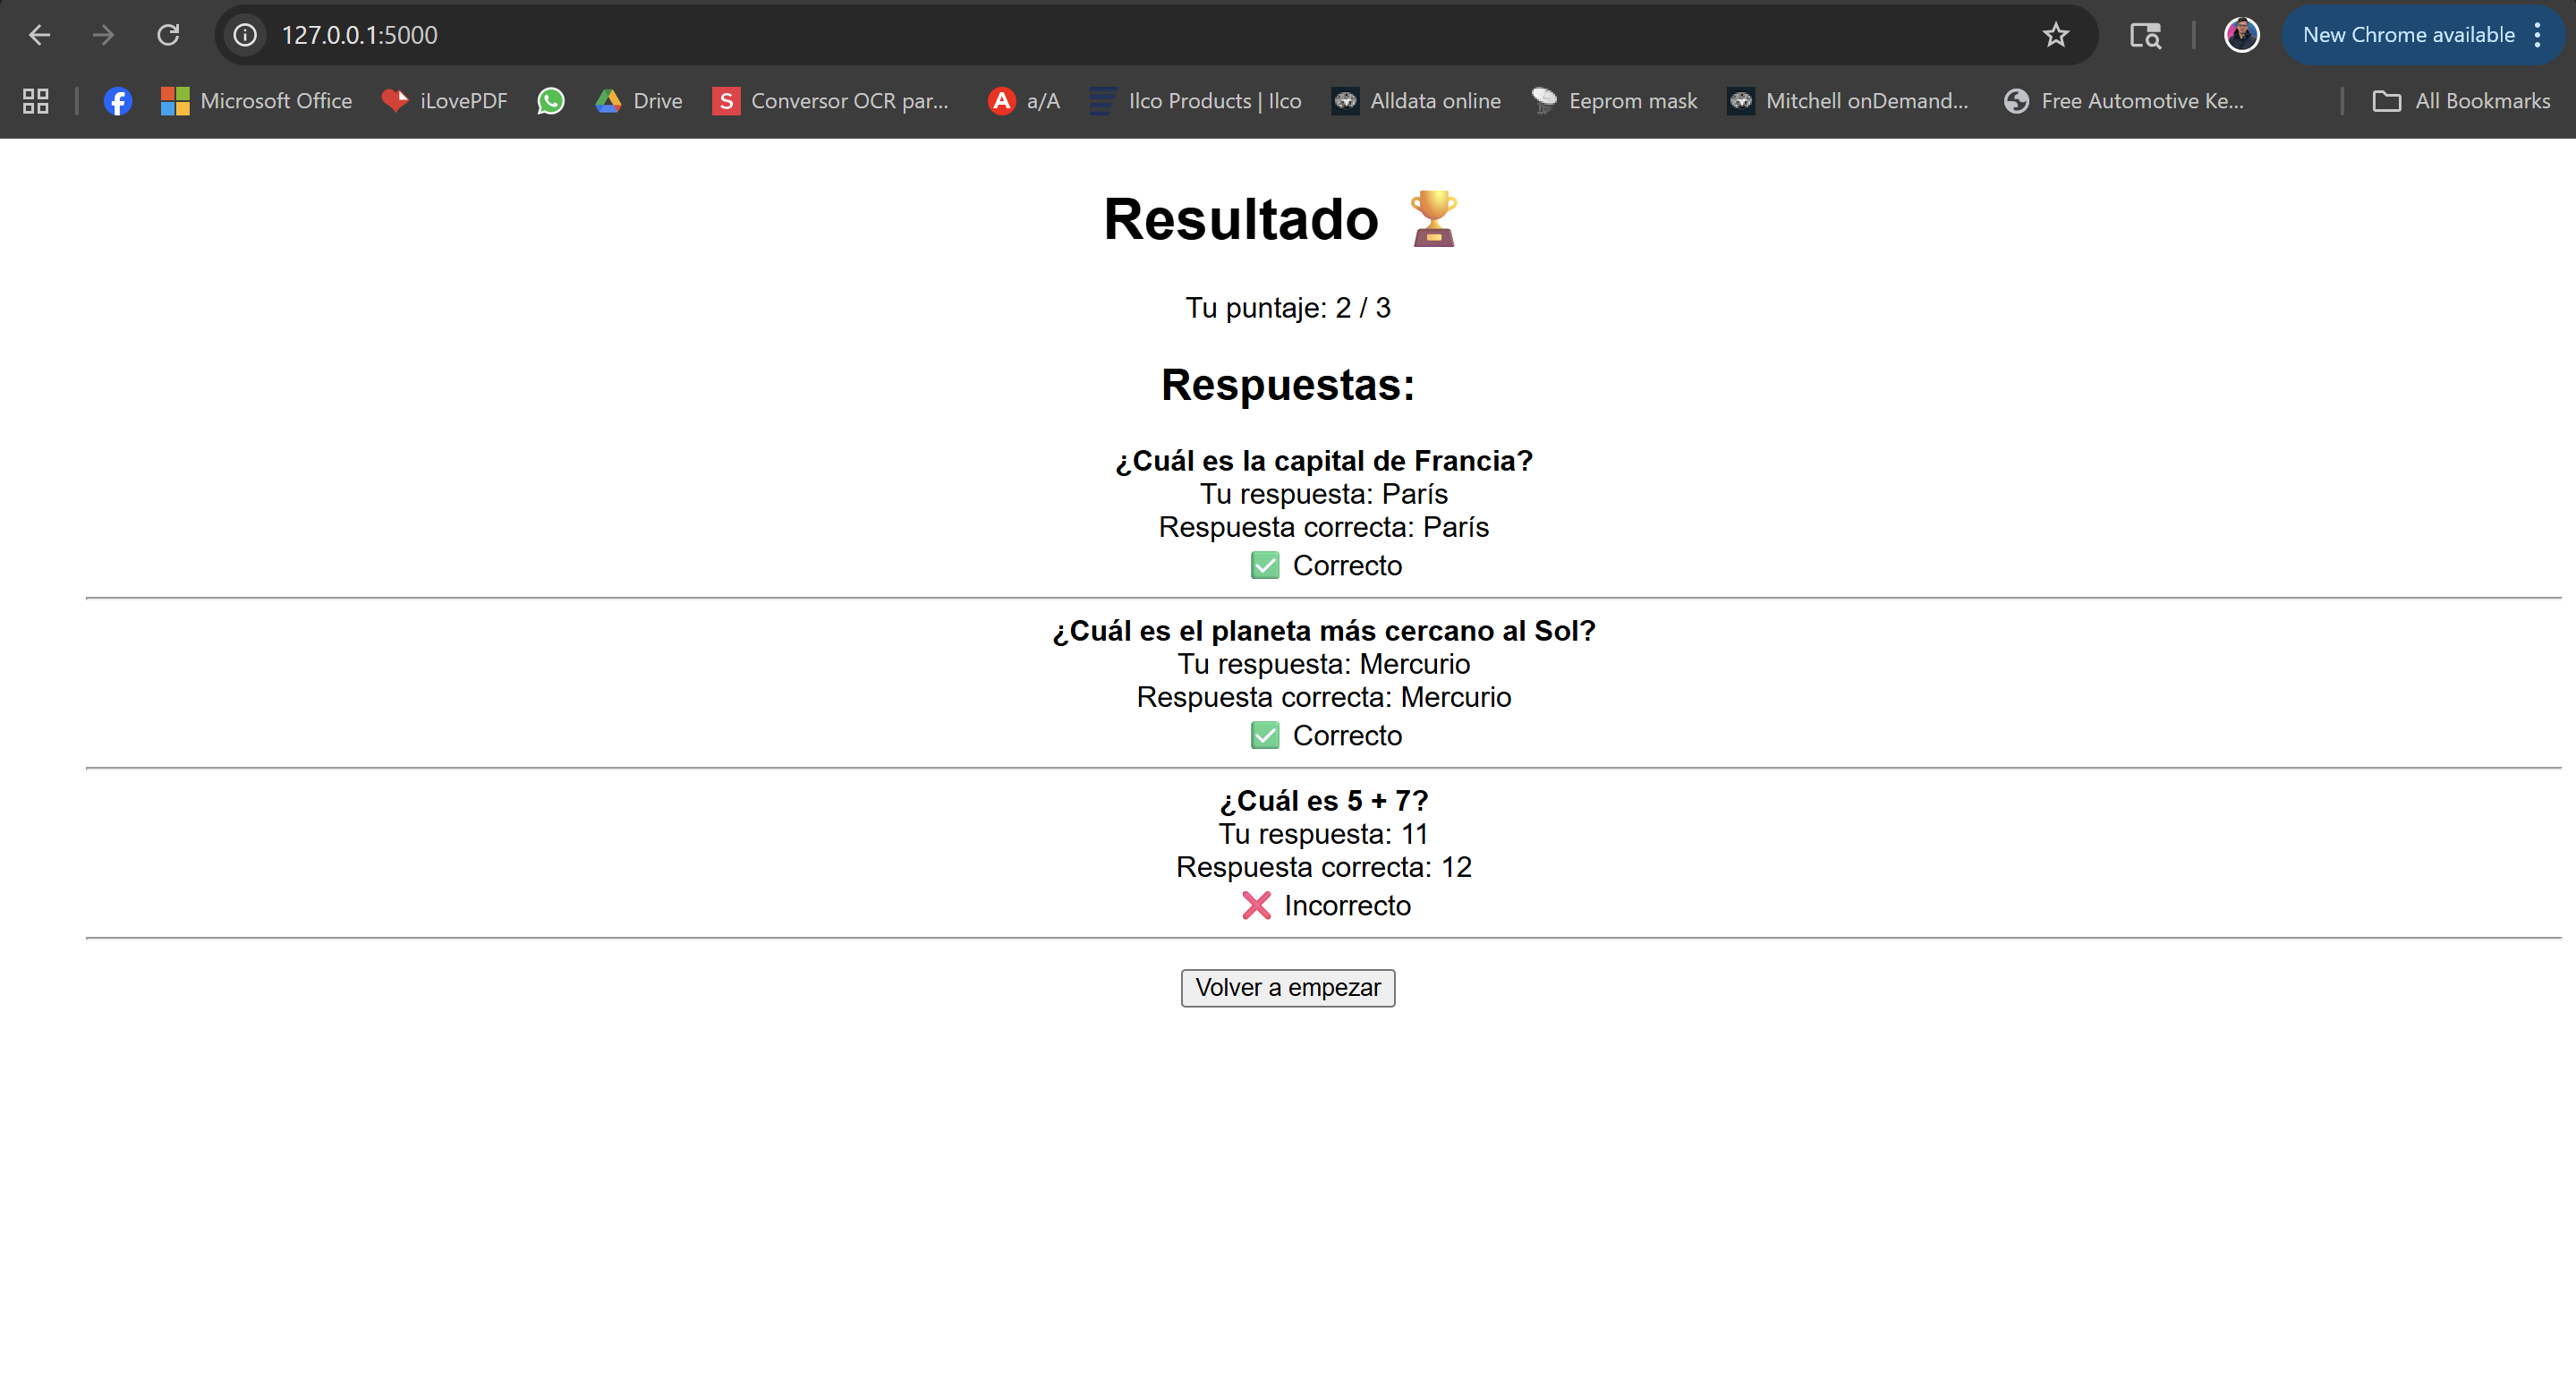 127.0.0.1:5000
New Chrome available
Microsoft Office iLovePDF Drive S Conversor OCR par... A a/A Ilco Products | Ilco Alldata online Eeprom mask Mitchell onDemand... Free Automotive Ke... All Bookmarks
Resultado
Tu puntaje: 2 / 3
Respuestas:
¿Cuál es la capital de Francia?
Tu respuesta: París
Respuesta correcta: París
Correcto
¿Cuál es el planeta más cercano al Sol?
Tu respuesta: Mercurio
Respuesta correcta: Mercurio
Correcto
¿Cuál es 5 + 7?
Tu respuesta: 11
Respuesta correcta: 12
Incorrecto
Volver a empezar